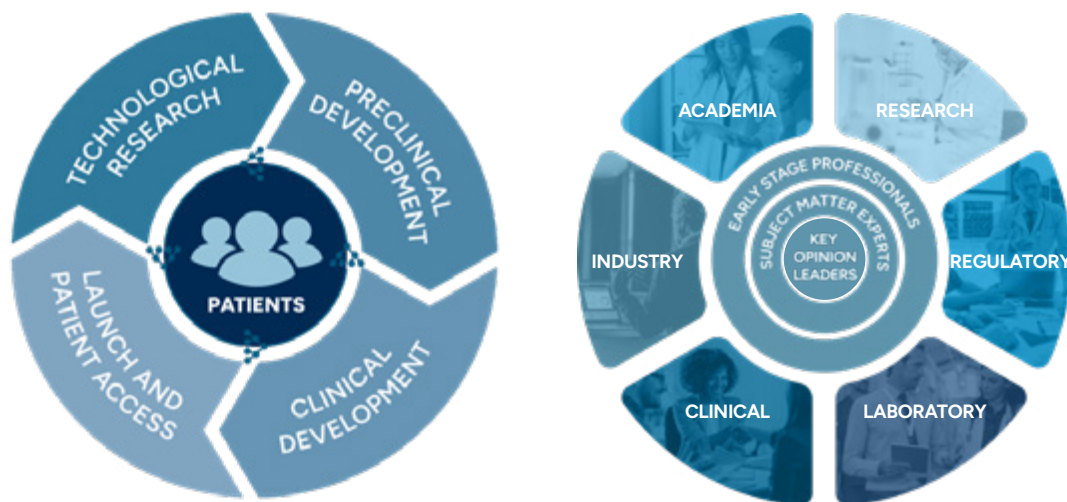 TECHNOLOGICAL
RESEARCH
PRECLINICAL
DEVELOPMENT
CLINICAL
DEVELOPMENT
LAUNCH AND
PATIENT ACCESS
PATIENTS
ACADEMIA
RESEARCH
REGULATORY
LABORATORY
CLINICAL
INDUSTRY
EARLY STAGE PROFESSIONALS
SUBJECT MATTER EXPERTS
KEY
OPINION
LEADERS